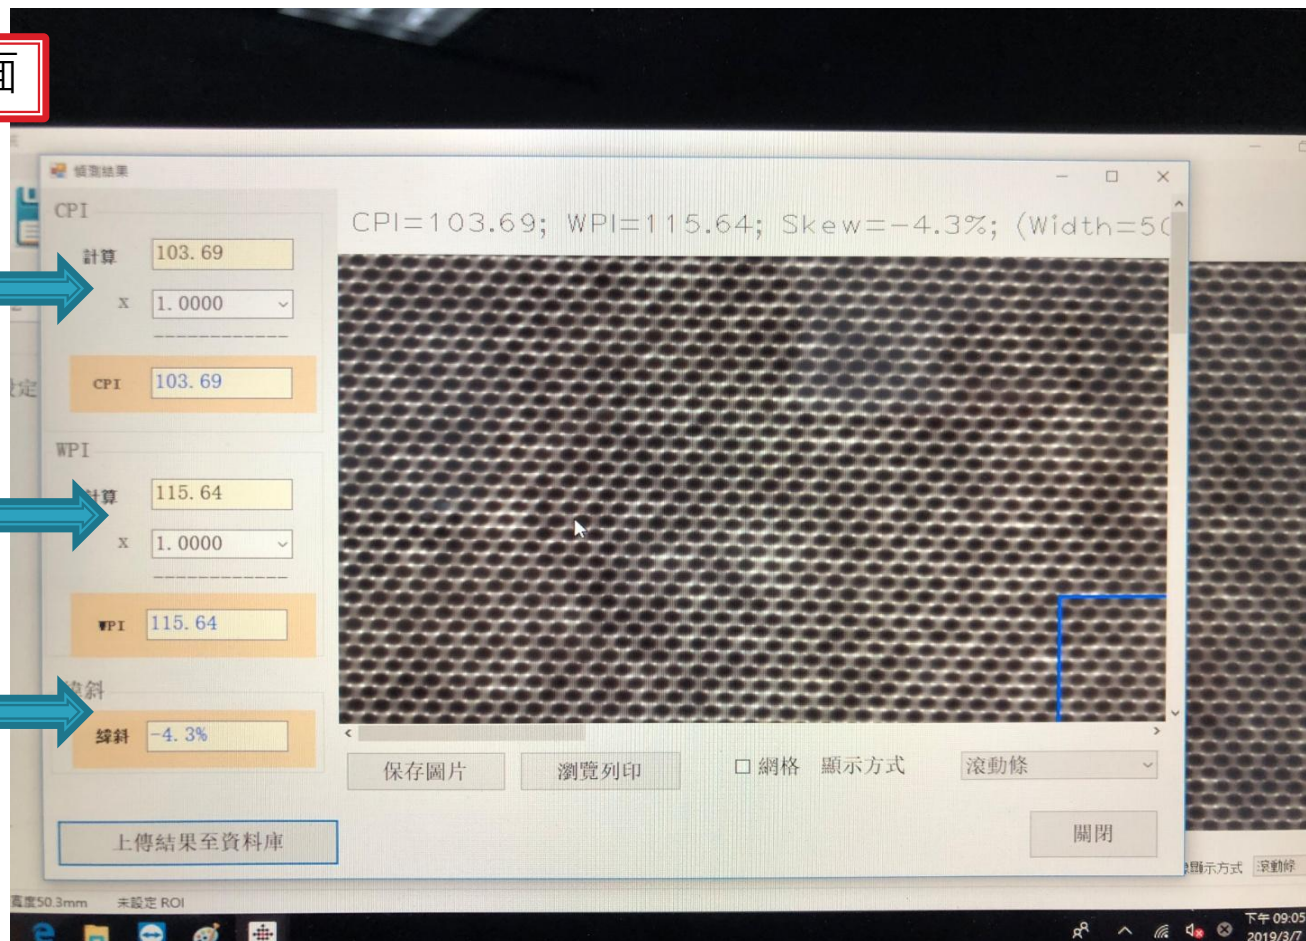 面
偵測結果
CPI
計算 103.69
X 1.0000
------------
CPI 103.69
WPI
計算 115.64
X 1.0000
------------
WPI 115.64
緯斜
緯斜 -4.3%
CPI=103.69; WPI=115.64; Skew=-4.3%; (Width=50
保存圖片
瀏覽列印
網格
顯示方式
滾動條
上傳結果至資料庫
關閉
定
顯示方式 滾動條
高度50.3mm
未設定 ROI
下午 09:05
2019/3/7